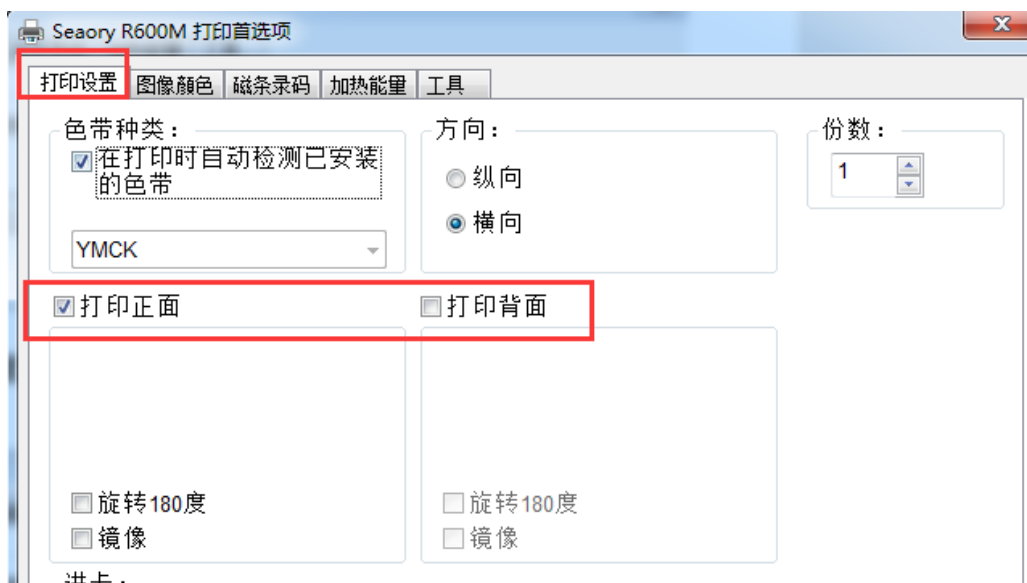 Seaory R600M 打印首选项
打印设置 图像顏色 磁条录码 加热能量 工具
色带种类：
在打印时自动检测已安装
的色带
YMCK
方向：
纵向
横向
份数：
1
打印正面
打印背面
旋转180度
镜像
旋转180度
镜像
进卡：